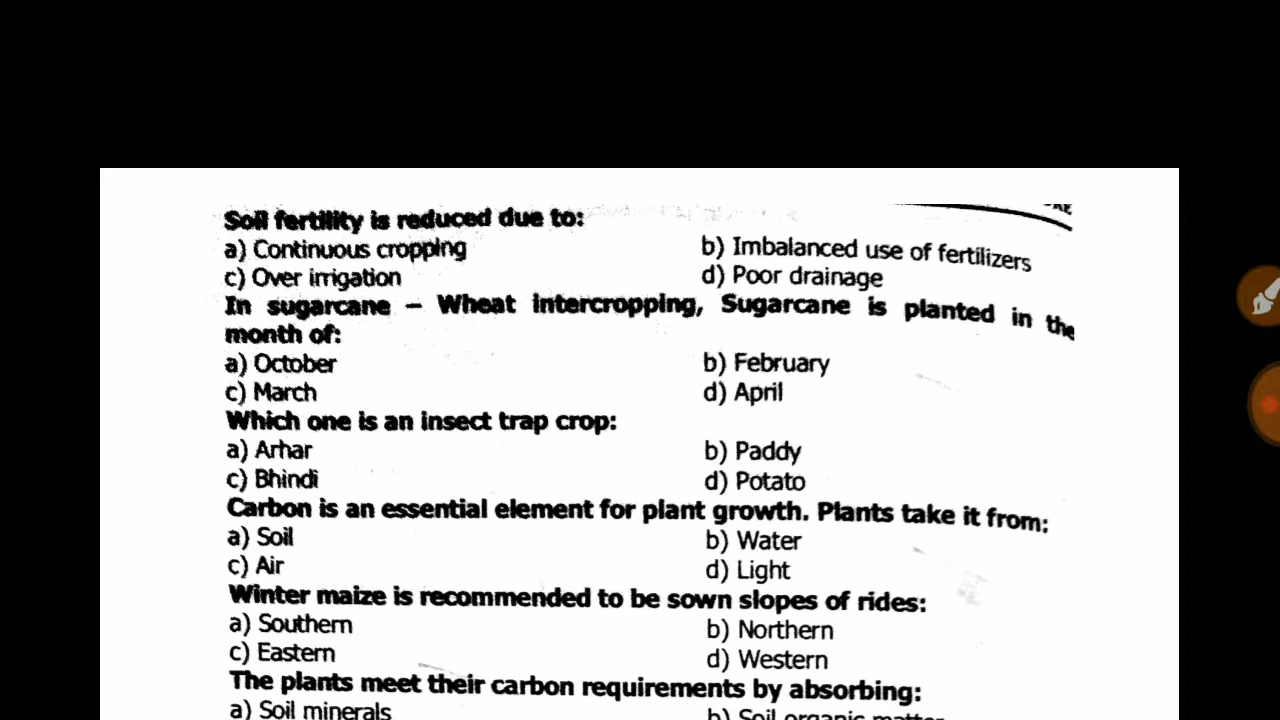 Soil fertility is reduced due to:
a) Continuous cropping b) Imbalanced use of fertilizers
c) Over irrigation d) Poor drainage
In sugarcane – Wheat intercropping, Sugarcane is planted in the
month of:
a) October b) February
c) March d) April
Which one is an insect trap crop:
a) Arhar b) Paddy
c) Bhindi d) Potato
Carbon is an essential element for plant growth. Plants take it from:
a) Soil b) Water
c) Air d) Light
Winter maize is recommended to be sown slopes of rides:
a) Southern b) Northern
c) Eastern d) Western
The plants meet their carbon requirements by absorbing:
a) Soil minerals b) Soil organic matter